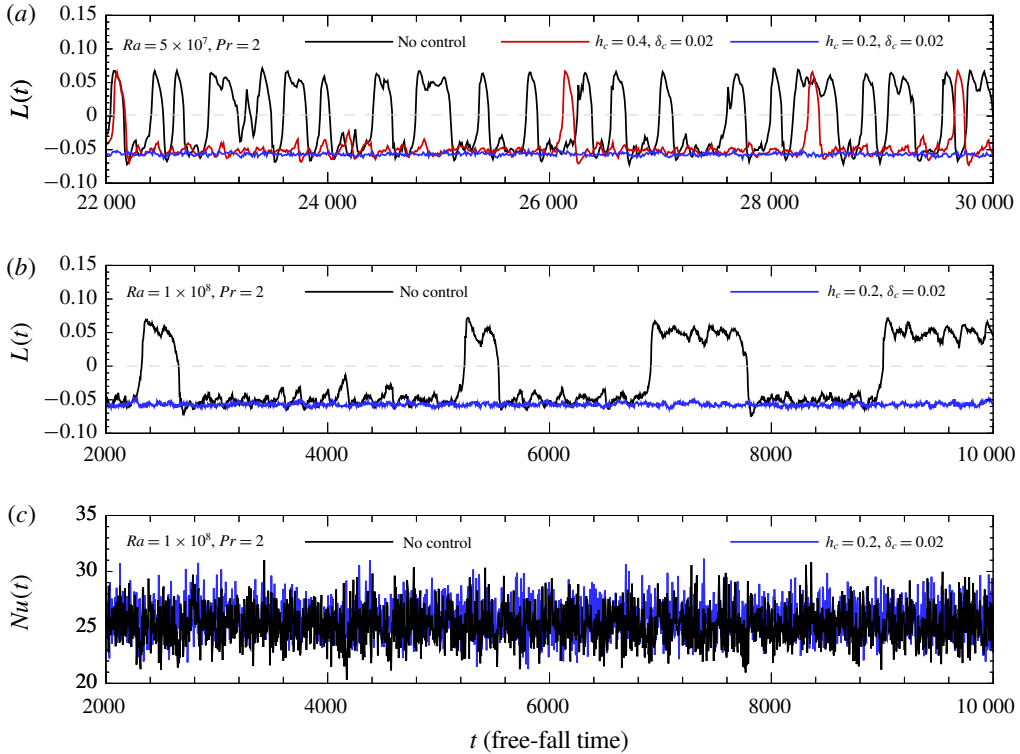 (a)
0.15
0.10
0.05
0
−0.05
−0.10
L(t)
Ra = 5 × 10⁷, Pr = 2
No control
h_c = 0.4, δ_c = 0.02
h_c = 0.2, δ_c = 0.02
22 000
24 000
26 000
28 000
30 000
(b)
0.15
0.10
0.05
0
−0.05
−0.10
L(t)
Ra = 1 × 10⁸, Pr = 2
No control
h_c = 0.2, δ_c = 0.02
2000
4000
6000
8000
10 000
(c)
35
30
25
20
Nu(t)
Ra = 1 × 10⁸, Pr = 2
No control
h_c = 0.2, δ_c = 0.02
2000
4000
6000
8000
10 000
t (free-fall time)